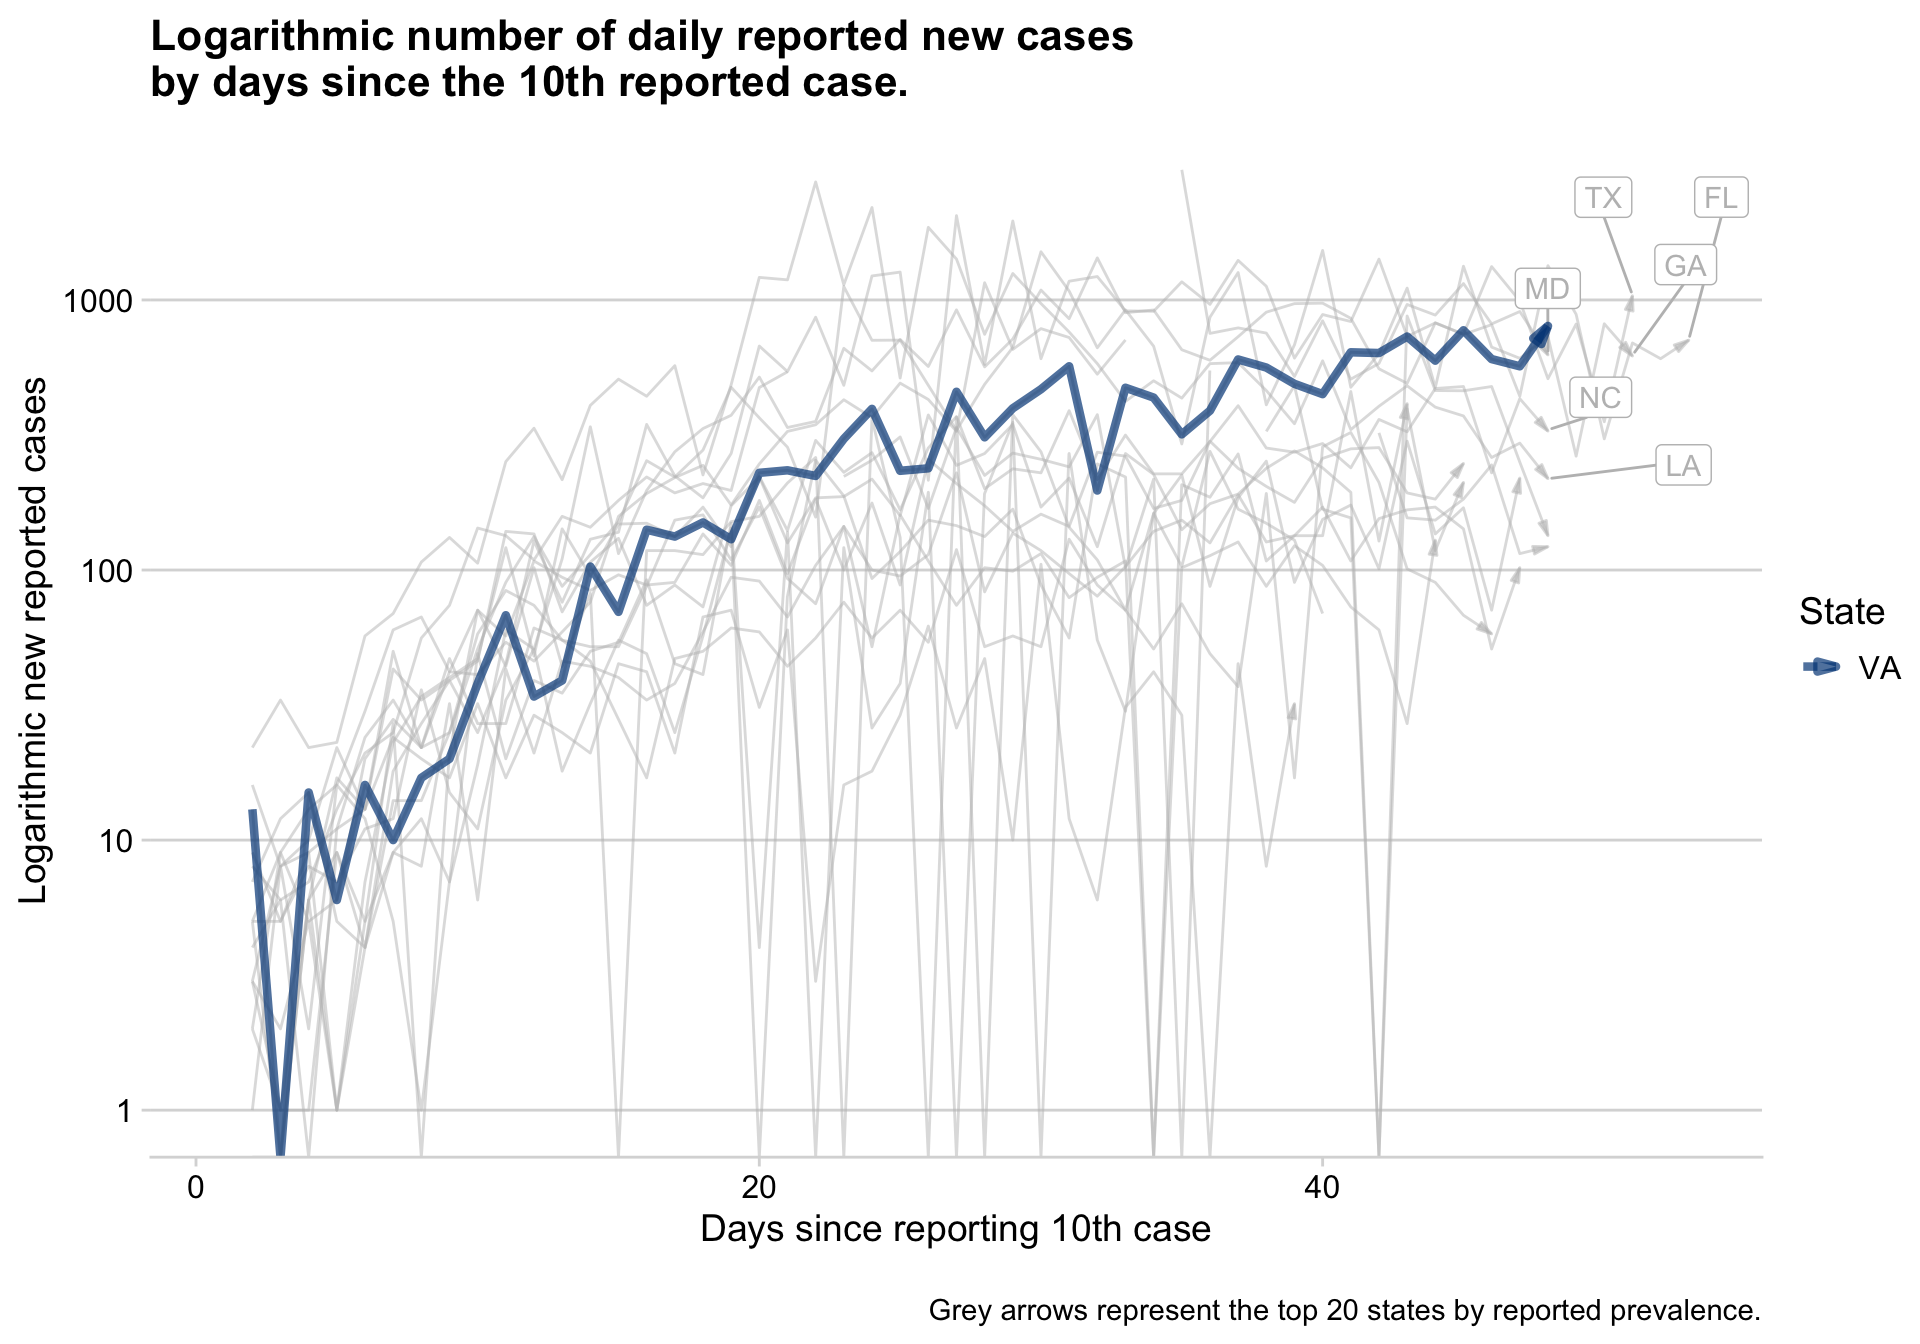 Logarithmic number of daily reported new cases
by days since the 10th reported case.
TX
FL
GA
MD
1000
NC
LA
100
10
1
Logarithmic new reported cases
State
VA
0
20
40
Days since reporting 10th case
Grey arrows represent the top 20 states by reported prevalence.